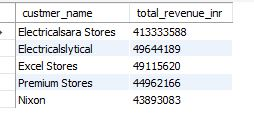 custmer_name total_revenue_inr
Electricalsara Stores 413333588
Electricalslytical 49644189
Excel Stores 49115620
Premium Stores 44962166
Nixon 43893083